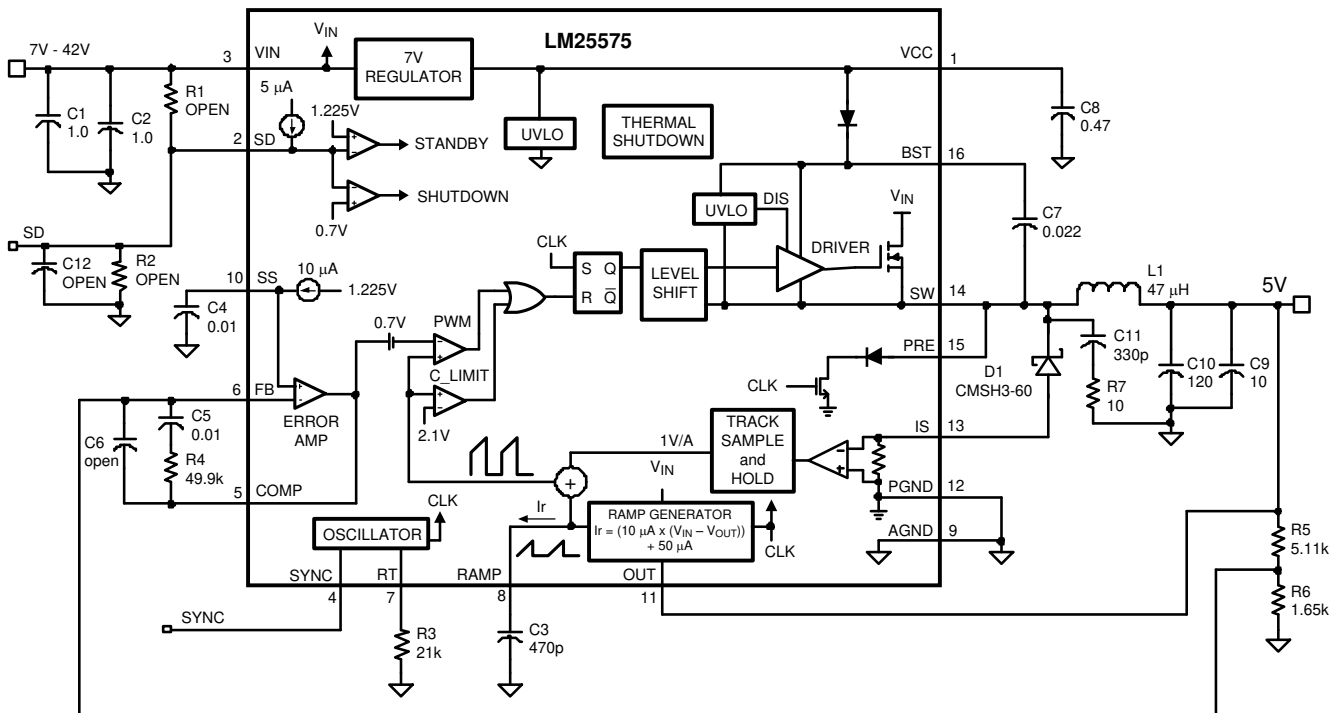 LM25575
7V - 42V
3
VIN
V_IN
7V
REGULATOR
VCC
1
C1
1.0
C2
1.0
R1
OPEN
5 μA
1.225V
2
SD
STANDBY
SHUTDOWN
0.7V
UVLO
THERMAL
SHUTDOWN
C8
0.47
BST
16
UVLO
DIS
V_IN
DRIVER
C7
0.022
SD
C12
OPEN
R2
OPEN
10
SS
10 μA
1.225V
C4
0.01
CLK
S Q
R Q̅
LEVEL
SHIFT
SW
14
L1
47 μH
5V
0.7V
PWM
C_LIMIT
2.1V
PRE
15
CLK
D1
CMSH3-60
C11
330p
R7
10
C10
120
C9
10
6
FB
ERROR
AMP
C5
0.01
C6
open
R4
49.9k
5
COMP
1V/A
TRACK
SAMPLE
and
HOLD
IS
13
V_IN
+
Ir
RAMP GENERATOR
Ir = (10 μA x (V_IN – V_OUT))
+ 50 μA
CLK
PGND
12
AGND
9
CLK
OSCILLATOR
SYNC
4
RT
7
RAMP
8
OUT
11
R5
5.11k
R6
1.65k
SYNC
R3
21k
C3
470p